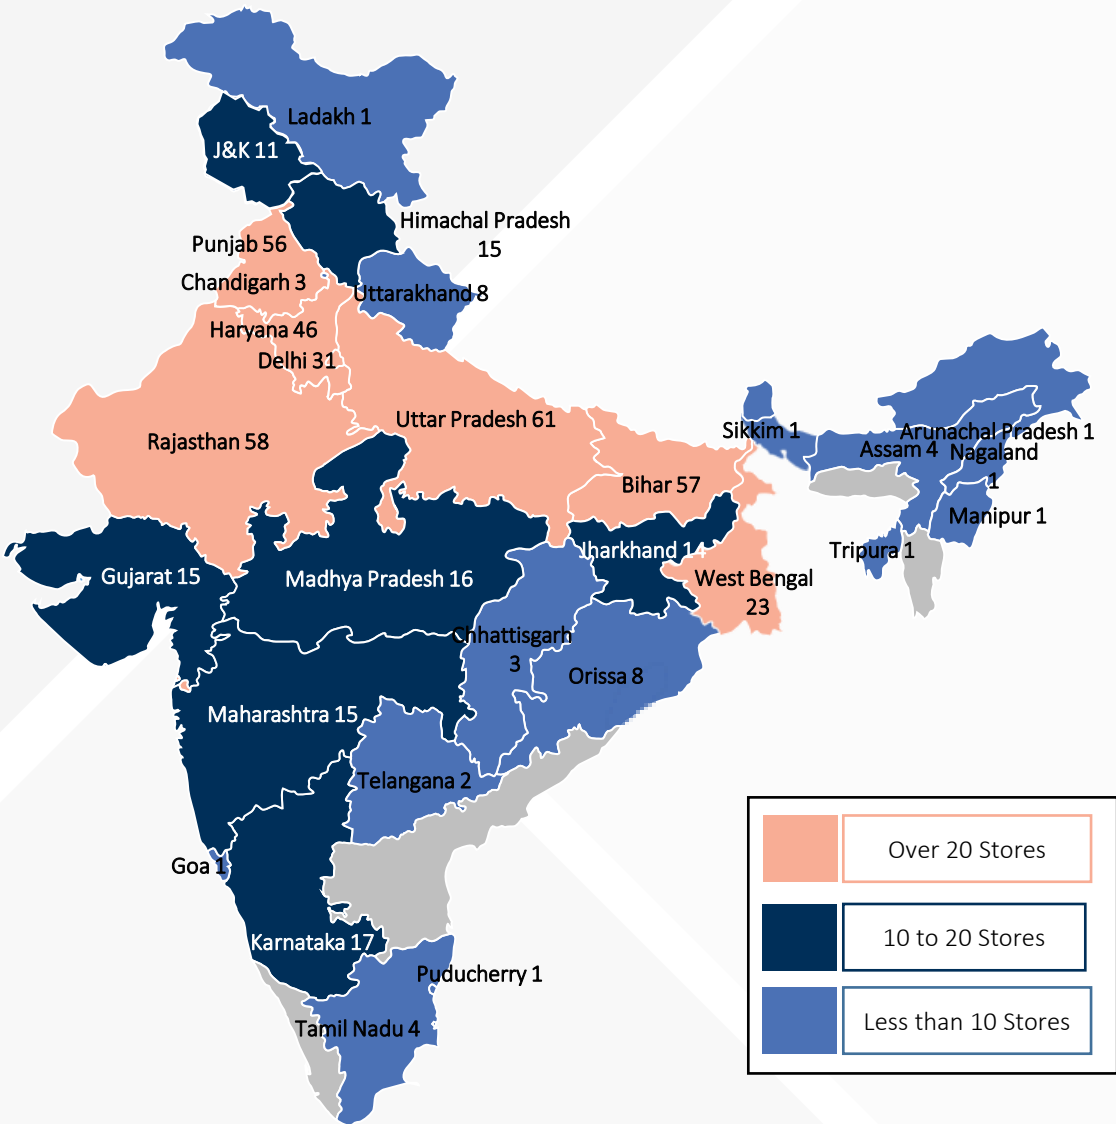 Ladakh 1
J&K 11
Himachal Pradesh
15
Punjab 56
Chandigarh 3
Uttarakhand 8
Haryana 46
Delhi 31
Uttar Pradesh 61
Rajasthan 58
Sikkim 1
Arunachal Pradesh 1
Assam 4
Nagaland
1
Bihar 57
Manipur 1
Jharkhand 14
Tripura 1
Gujarat 15
Madhya Pradesh 16
West Bengal
23
Chhattisgarh
3
Orissa 8
Maharashtra 15
Telangana 2
Goa 1
Karnataka 17
Puducherry 1
Tamil Nadu 4
Over 20 Stores
10 to 20 Stores
Less than 10 Stores